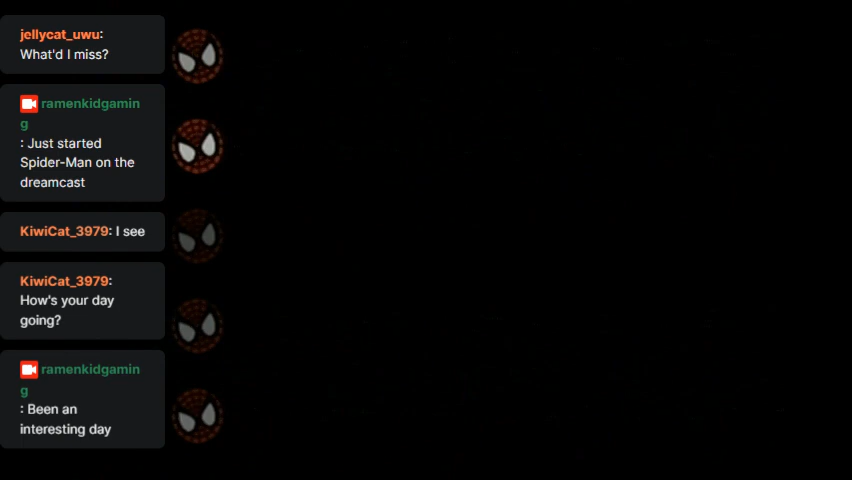 jellycat_uwu:
What'd I miss?
ramenkidgamin
g
: Just started
Spider-Man on the
dreamcast
KiwiCat_3979: I see
KiwiCat_3979:
How's your day
going?
ramenkidgamin
g
: Been an
interesting day